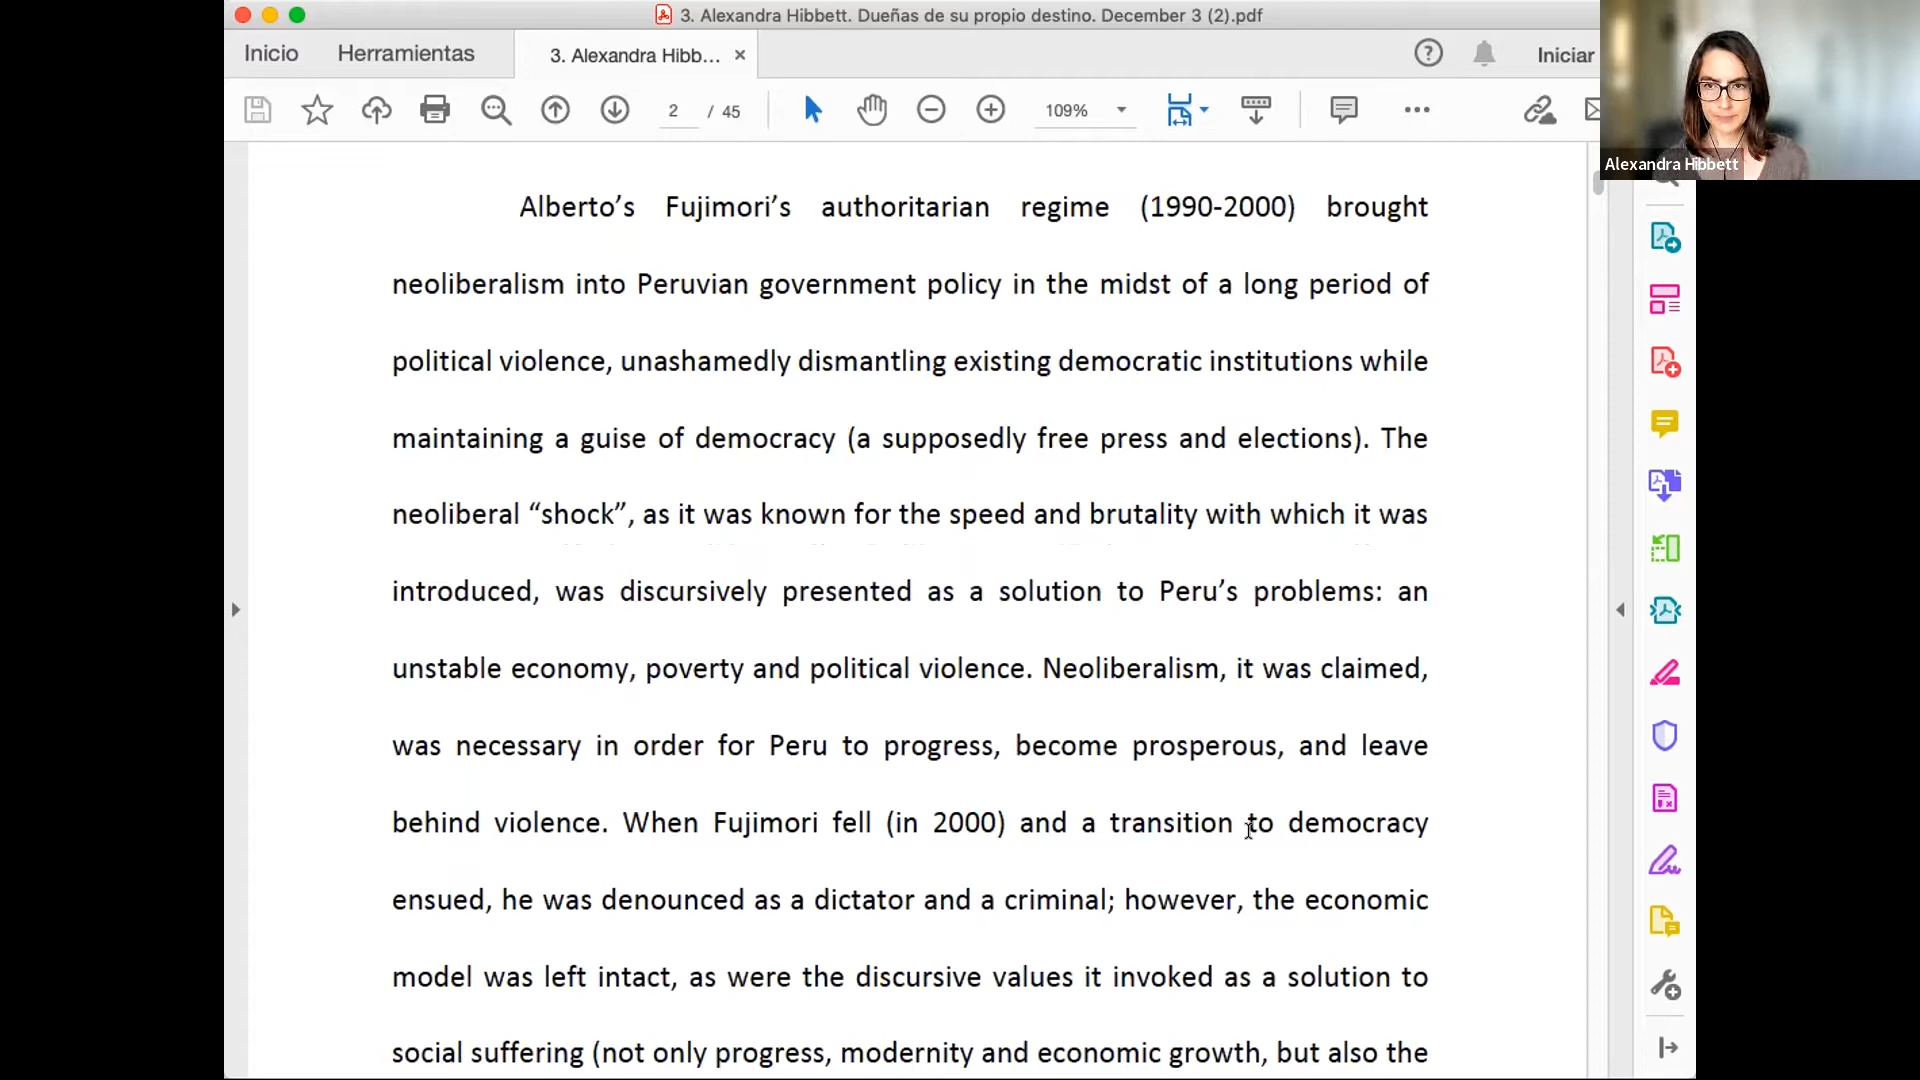 3. Alexandra Hibbett. Dueñas de su propio destino. December 3 (2).pdf
Inicio
Herramientas
3. Alexandra Hibb...
Iniciar
2 / 45
109%
Alexandra Hibbett
Alberto’s Fujimori’s authoritarian regime (1990-2000) brought
neoliberalism into Peruvian government policy in the midst of a long period of
political violence, unashamedly dismantling existing democratic institutions while
maintaining a guise of democracy (a supposedly free press and elections). The
neoliberal “shock”, as it was known for the speed and brutality with which it was
introduced, was discursively presented as a solution to Peru’s problems: an
unstable economy, poverty and political violence. Neoliberalism, it was claimed,
was necessary in order for Peru to progress, become prosperous, and leave
behind violence. When Fujimori fell (in 2000) and a transition to democracy
ensued, he was denounced as a dictator and a criminal; however, the economic
model was left intact, as were the discursive values it invoked as a solution to
social suffering (not only progress, modernity and economic growth, but also the